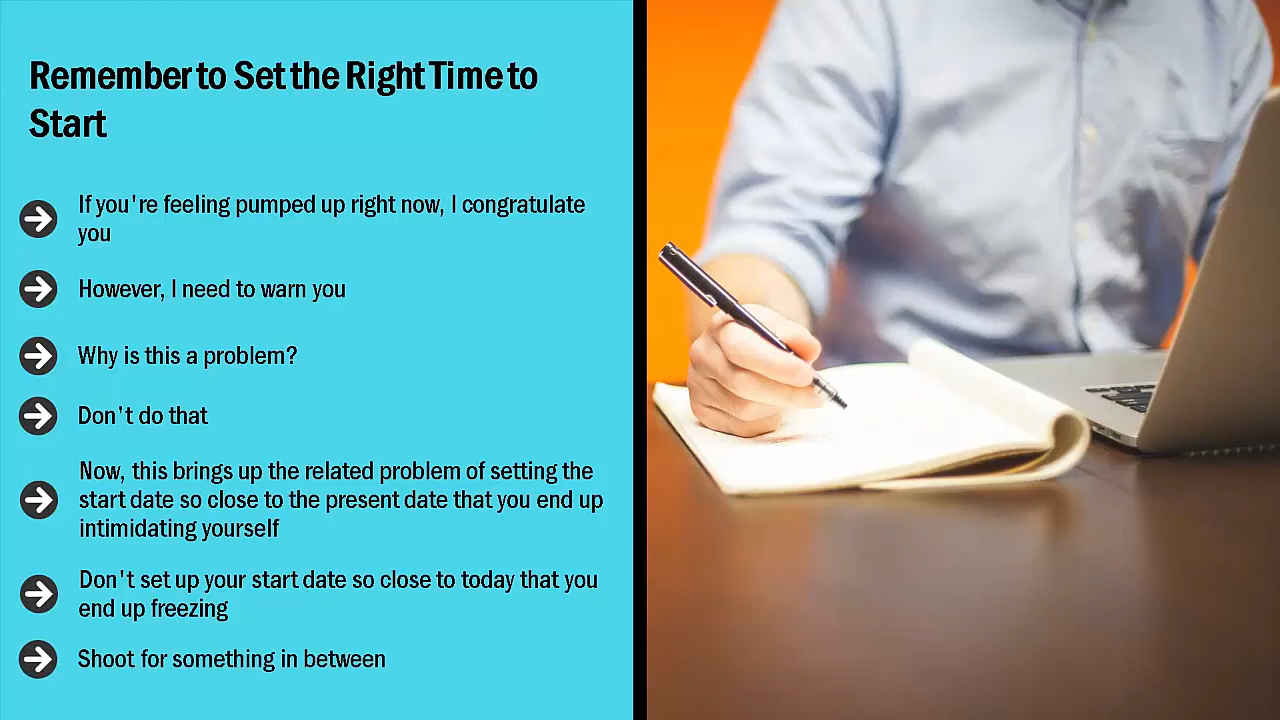 Remember to Set the Right Time to
Start
If you're feeling pumped up right now, I congratulate
you
However, I need to warn you
Why is this a problem?
Don't do that
Now, this brings up the related problem of setting the
start date so close to the present date that you end up
intimidating yourself
Don't set up your start date so close to today that you
end up freezing
Shoot for something in between